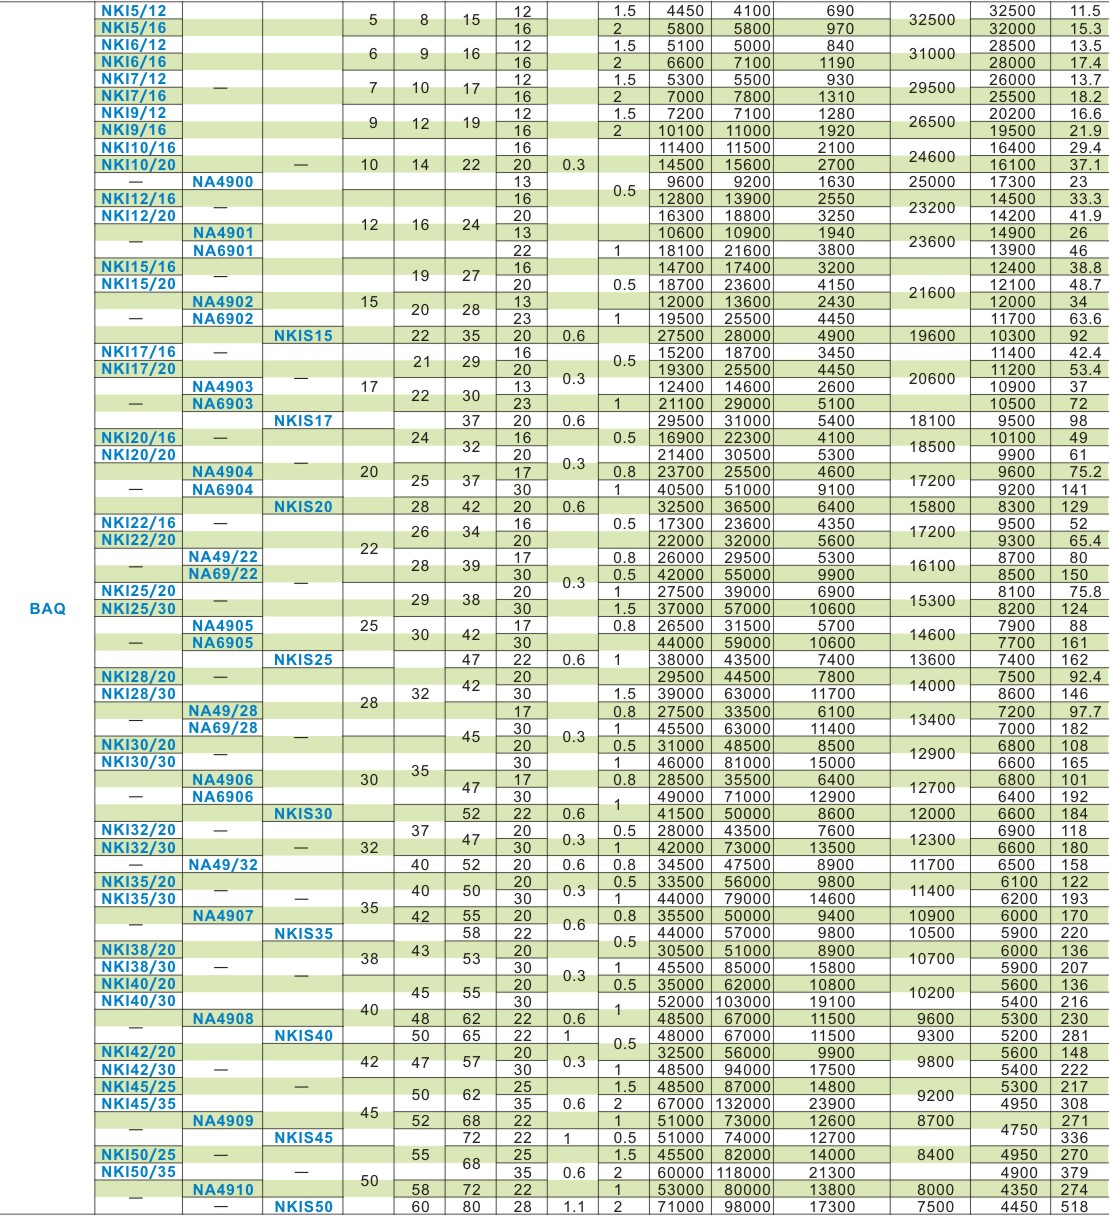 NKI5/12 5 8 15 12 1.5 4450 4100 690 32500 32500 11.5
NKI5/16 16 2 5800 5800 970 32000 15.3
NKI6/12 6 9 16 12 1.5 5100 5000 840 31000 28500 13.5
NKI6/16 16 2 6600 7100 1190 28000 17.4
NKI7/12 — 7 10 17 12 1.5 5300 5500 930 29500 26000 13.7
NKI7/16 16 2 7000 7800 1310 25500 18.2
NKI9/12 9 12 19 12 1.5 7200 7100 1280 26500 20200 16.6
NKI9/16 16 2 10100 11000 1920 19500 21.9
NKI10/16 16 11400 11500 2100 24600 16400 29.4
NKI10/20 — 10 14 22 20 0.3 14500 15600 2700 16100 37.1
— NA4900 13 0.5 9600 9200 1630 25000 17300 23
NKI12/16 — 16 12800 13900 2550 23200 14500 33.3
NKI12/20 12 16 24 20 16300 18800 3250 14200 41.9
— NA4901 13 10600 10900 1940 23600 14900 26
NA6901 22 1 18100 21600 3800 13900 46
NKI15/16 — 19 27 16 14700 17400 3200 12400 38.8
NKI15/20 20 0.5 18700 23600 4150 21600 12100 48.7
NA4902 15 20 28 13 12000 13600 2430 12000 34
— NA6902 23 1 19500 25500 4450 11700 63.6
NKIS15 22 35 20 0.6 27500 28000 4900 19600 10300 92
NKI17/16 — 21 29 16 0.5 15200 18700 3450 11400 42.4
NKI17/20 — 20 0.3 19300 25500 4450 20600 11200 53.4
NA4903 17 22 30 13 12400 14600 2600 10900 37
— NA6903 23 1 21100 29000 5100 10500 72
NKIS17 37 20 0.6 29500 31000 5400 18100 9500 98
NKI20/16 — 24 32 16 0.5 16900 22300 4100 18500 10100 49
NKI20/20 — 20 0.3 21400 30500 5300 9900 61
NA4904 20 25 37 17 0.8 23700 25500 4600 17200 9600 75.2
— NA6904 30 1 40500 51000 9100 9200 141
NKIS20 28 42 20 0.6 32500 36500 6400 15800 8300 129
NKI22/16 — 26 34 16 0.5 17300 23600 4350 17200 9500 52
NKI22/20 22 20 22000 32000 5600 9300 65.4
— NA49/22 28 39 17 0.8 26000 29500 5300 16100 8700 80
NA69/22 — 30 0.3 0.5 42000 55000 9900 8500 150
NKI25/20 — 29 38 20 1 27500 39000 6900 15300 8100 75.8
BAQ NKI25/30 30 1.5 37000 57000 10600 8200 124
NA4905 25 30 42 17 0.8 26500 31500 5700 14600 7900 88
— NA6905 30 44000 59000 10600 7700 161
NKIS25 47 22 0.6 1 38000 43500 7400 13600 7400 162
NKI28/20 — 32 42 20 29500 44500 7800 14000 7500 92.4
NKI28/30 28 30 1.5 39000 63000 11700 8600 146
— NA49/28 17 0.8 27500 33500 6100 13400 7200 97.7
NA69/28 — 45 30 0.3 1 45500 63000 11400 7000 182
NKI30/20 — 20 0.5 31000 48500 8500 12900 6800 108
NKI30/30 35 30 1 46000 81000 15000 6600 165
NA4906 30 47 17 0.8 28500 35500 6400 12700 6800 101
— NA6906 30 1 49000 71000 12900 6400 192
NKIS30 52 22 0.6 41500 50000 8600 12000 6600 184
NKI32/20 — 37 47 20 0.3 0.5 28000 43500 7600 12300 6900 118
NKI32/30 — 32 30 1 42000 73000 13500 6600 180
— NA49/32 40 52 20 0.6 0.8 34500 47500 8900 11700 6500 158
NKI35/20 — 40 50 20 0.3 0.5 33500 56000 9800 11400 6100 122
NKI35/30 — 35 30 1 44000 79000 14600 6200 193
— NA4907 42 55 20 0.6 0.8 35500 50000 9400 10900 6000 170
NKIS35 58 22 0.5 44000 57000 9800 10500 5900 220
NKI38/20 38 43 53 20 30500 51000 8900 10700 6000 136
NKI38/30 — — 30 0.3 1 45500 85000 15800 5900 207
NKI40/20 45 55 20 0.5 35000 62000 10800 10200 5600 136
NKI40/30 40 30 1 52000 103000 19100 5400 216
— NA4908 48 62 22 0.6 48500 67000 11500 9600 5300 230
NKIS40 50 65 22 1 0.5 48000 67000 11500 9300 5200 281
NKI42/20 42 47 57 20 0.3 32500 56000 9900 9800 5600 148
NKI42/30 — 30 1 48500 94000 17500 5400 222
NKI45/25 — 50 62 25 1.5 48500 87000 14800 9200 5300 217
NKI45/35 45 35 0.6 2 67000 132000 23900 4950 308
— NA4909 52 68 22 1 51000 73000 12600 8700 4750 271
NKIS45 72 22 1 0.5 51000 74000 12700 336
NKI50/25 — 55 68 25 1.5 45500 82000 14000 8400 4950 270
NKI50/35 — 50 35 0.6 2 60000 118000 21300 4900 379
— NA4910 58 72 22 1 53000 80000 13800 8000 4350 274
— NKIS50 60 80 28 1.1 2 71000 98000 17300 7500 4450 518